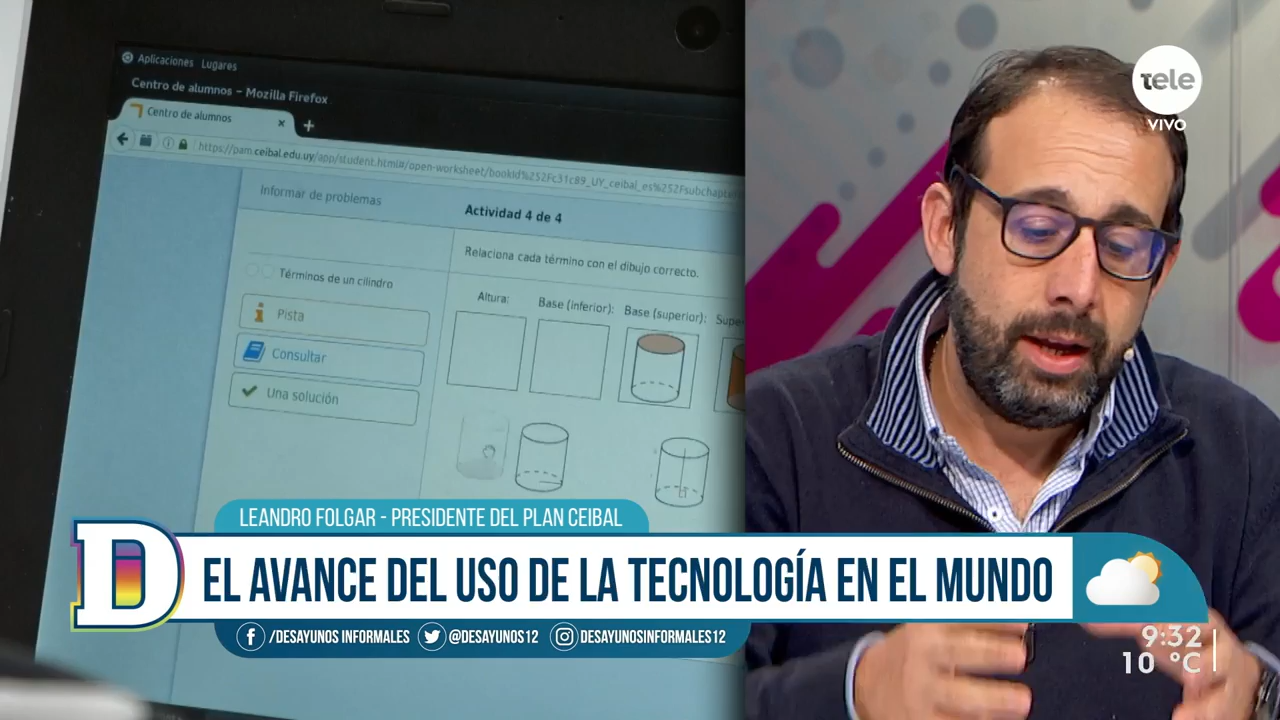 Aplicaciones Lugares
Centro de alumnos – Mozilla Firefox
Centro de alumnos × +
https://pam.ceibal.edu.uy/app/student.html#/open-worksheet/bookId%252Fc31c89_UY_ceibal_es%252Fsubchapte
Informar de problemas
Actividad 4 de 4
Relaciona cada término con el dibujo correcto.
Términos de un cilindro
Altura: Base (inferior): Base (superior): Supe
Pista
Consultar
Una solución
tele
VIVO
LEANDRO FOLGAR - PRESIDENTE DEL PLAN CEIBAL
D
EL AVANCE DEL USO DE LA TECNOLOGÍA EN EL MUNDO
/DESAYUNOS INFORMALES @DESAYUNOS12 DESAYUNOSINFORMALES12
9:32
10 °C